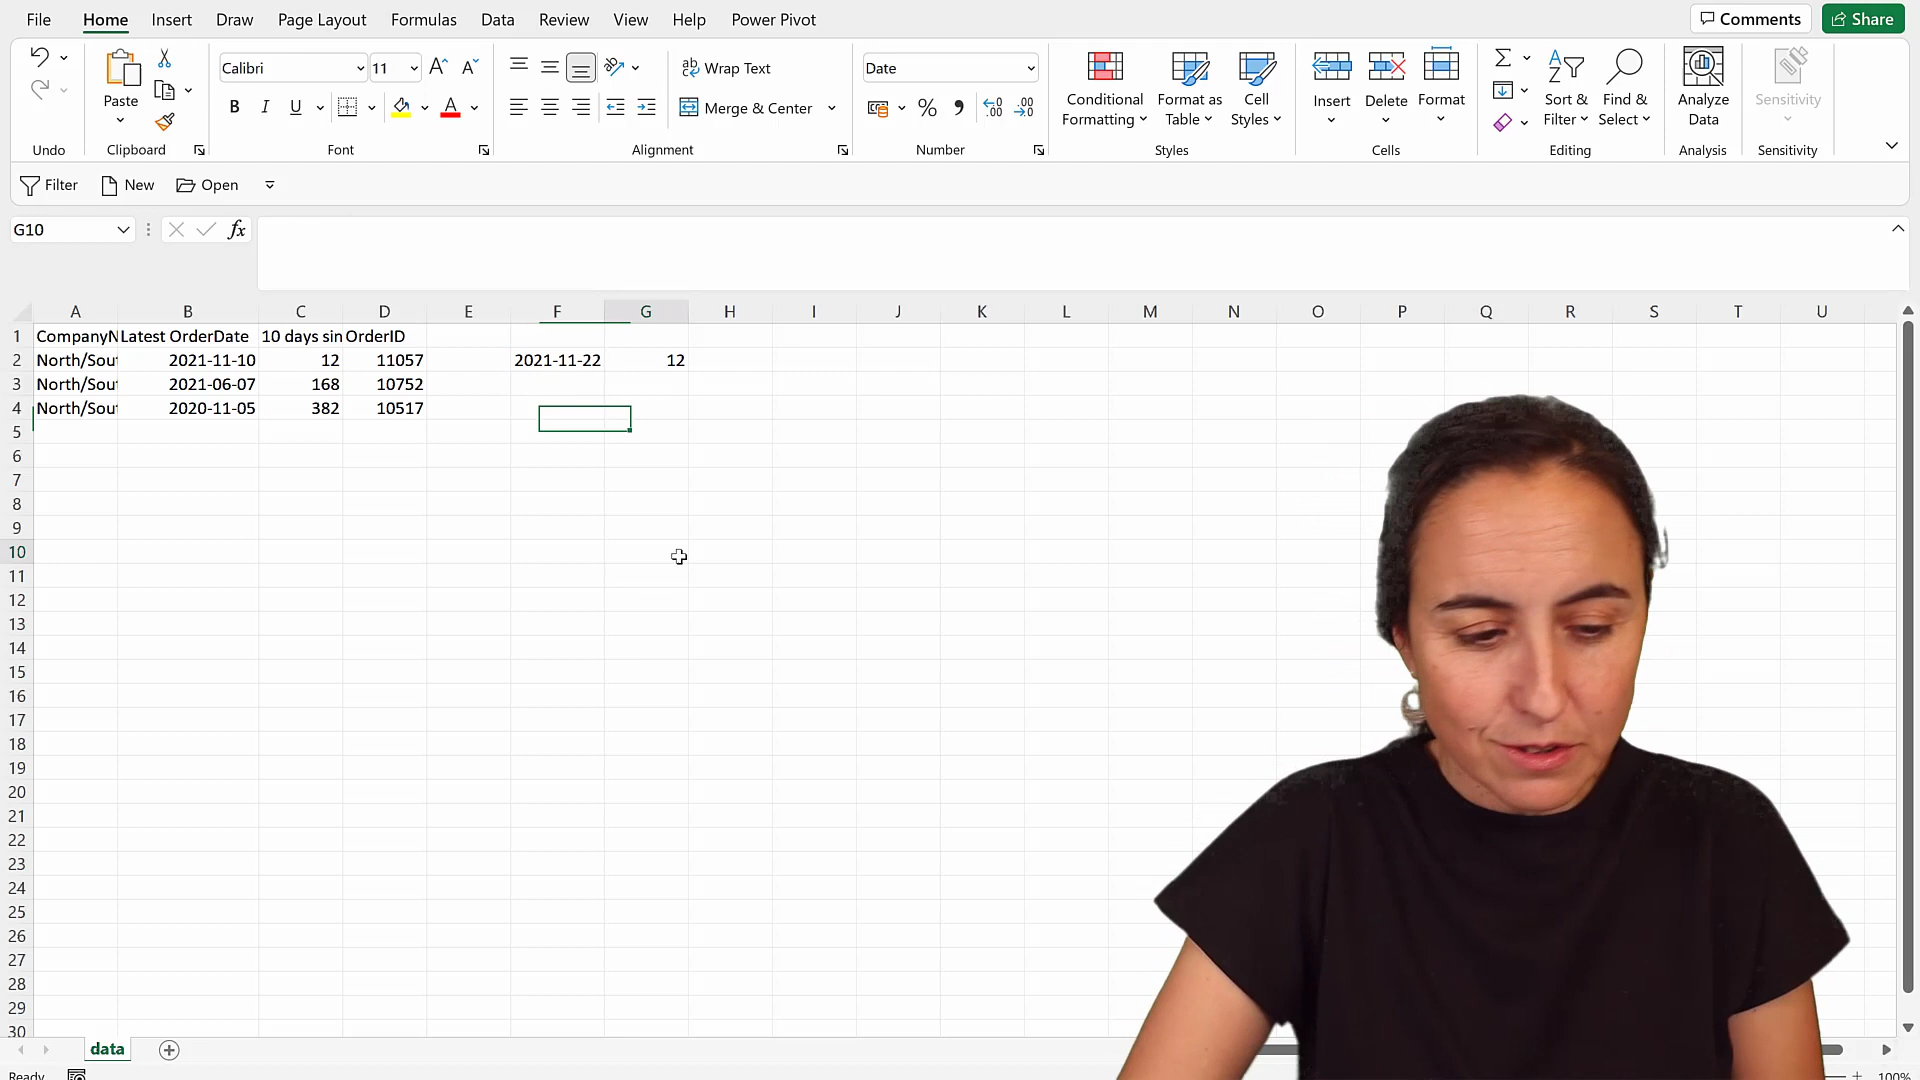 File Home Insert Draw Page Layout Formulas Data Review View Help Power Pivot Comments Share
Calibri 11 Wrap Text Date
Paste Merge & Center Conditional Formatting Format as Table Cell Styles Insert Delete Format Sort & Filter Find & Select Analyze Data Sensitivity
Undo Clipboard Font Alignment Number Styles Cells Editing Analysis Sensitivity
Filter New Open
G10 fx
A B C D E F G H I J K L M N O P Q R S T U
1 CompanyN Latest OrderDate 10 days sin OrderID
2 North/Sou 2021-11-10 12 11057 2021-11-22 12
3 North/Sou 2021-06-07 168 10752
4 North/Sou 2020-11-05 382 10517
5
6
7
8
9
10
11
12
13
14
15
16
17
18
19
20
21
22
23
24
25
26
27
28
29
30
data
Ready 100%